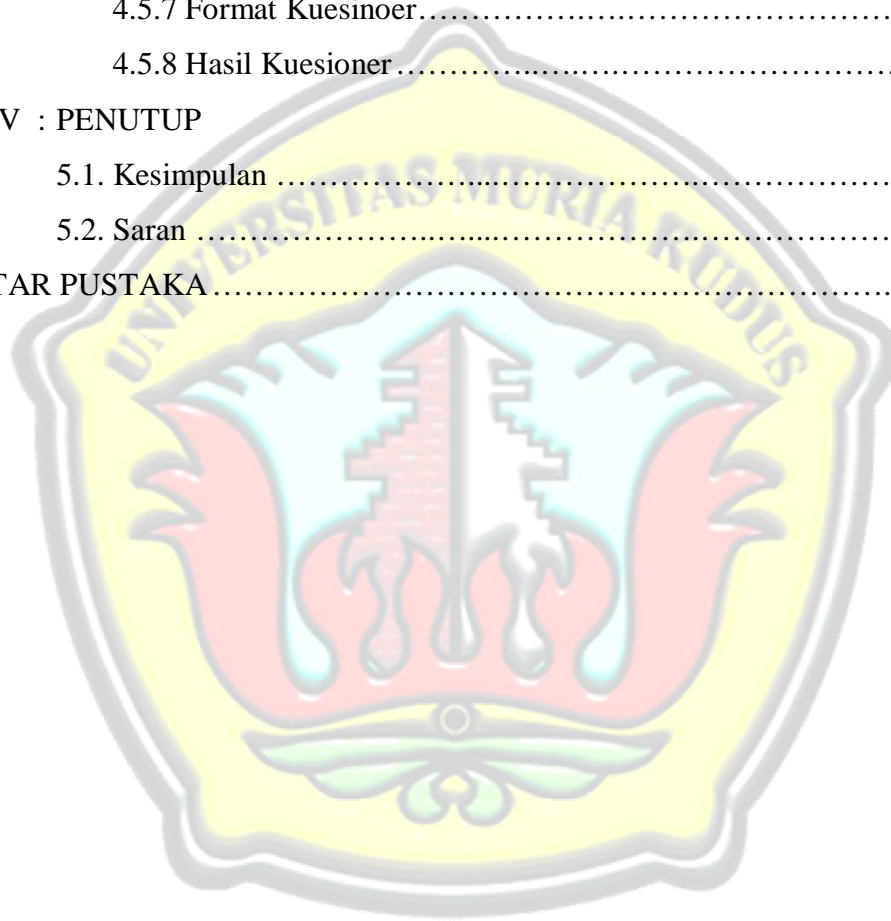 4.5.7 Format Kuesinoer……………….…………………………
4.5.8 Hasil Kuesioner…………..….…………………………….
V : PENUTUP
5.1. Kesimpulan ………………...………………….…………………
5.2. Saran …………………..…...………………….…………………
TAR PUSTAKA……………………………………………………………….
UNIVERSITAS MURIA KUDUS